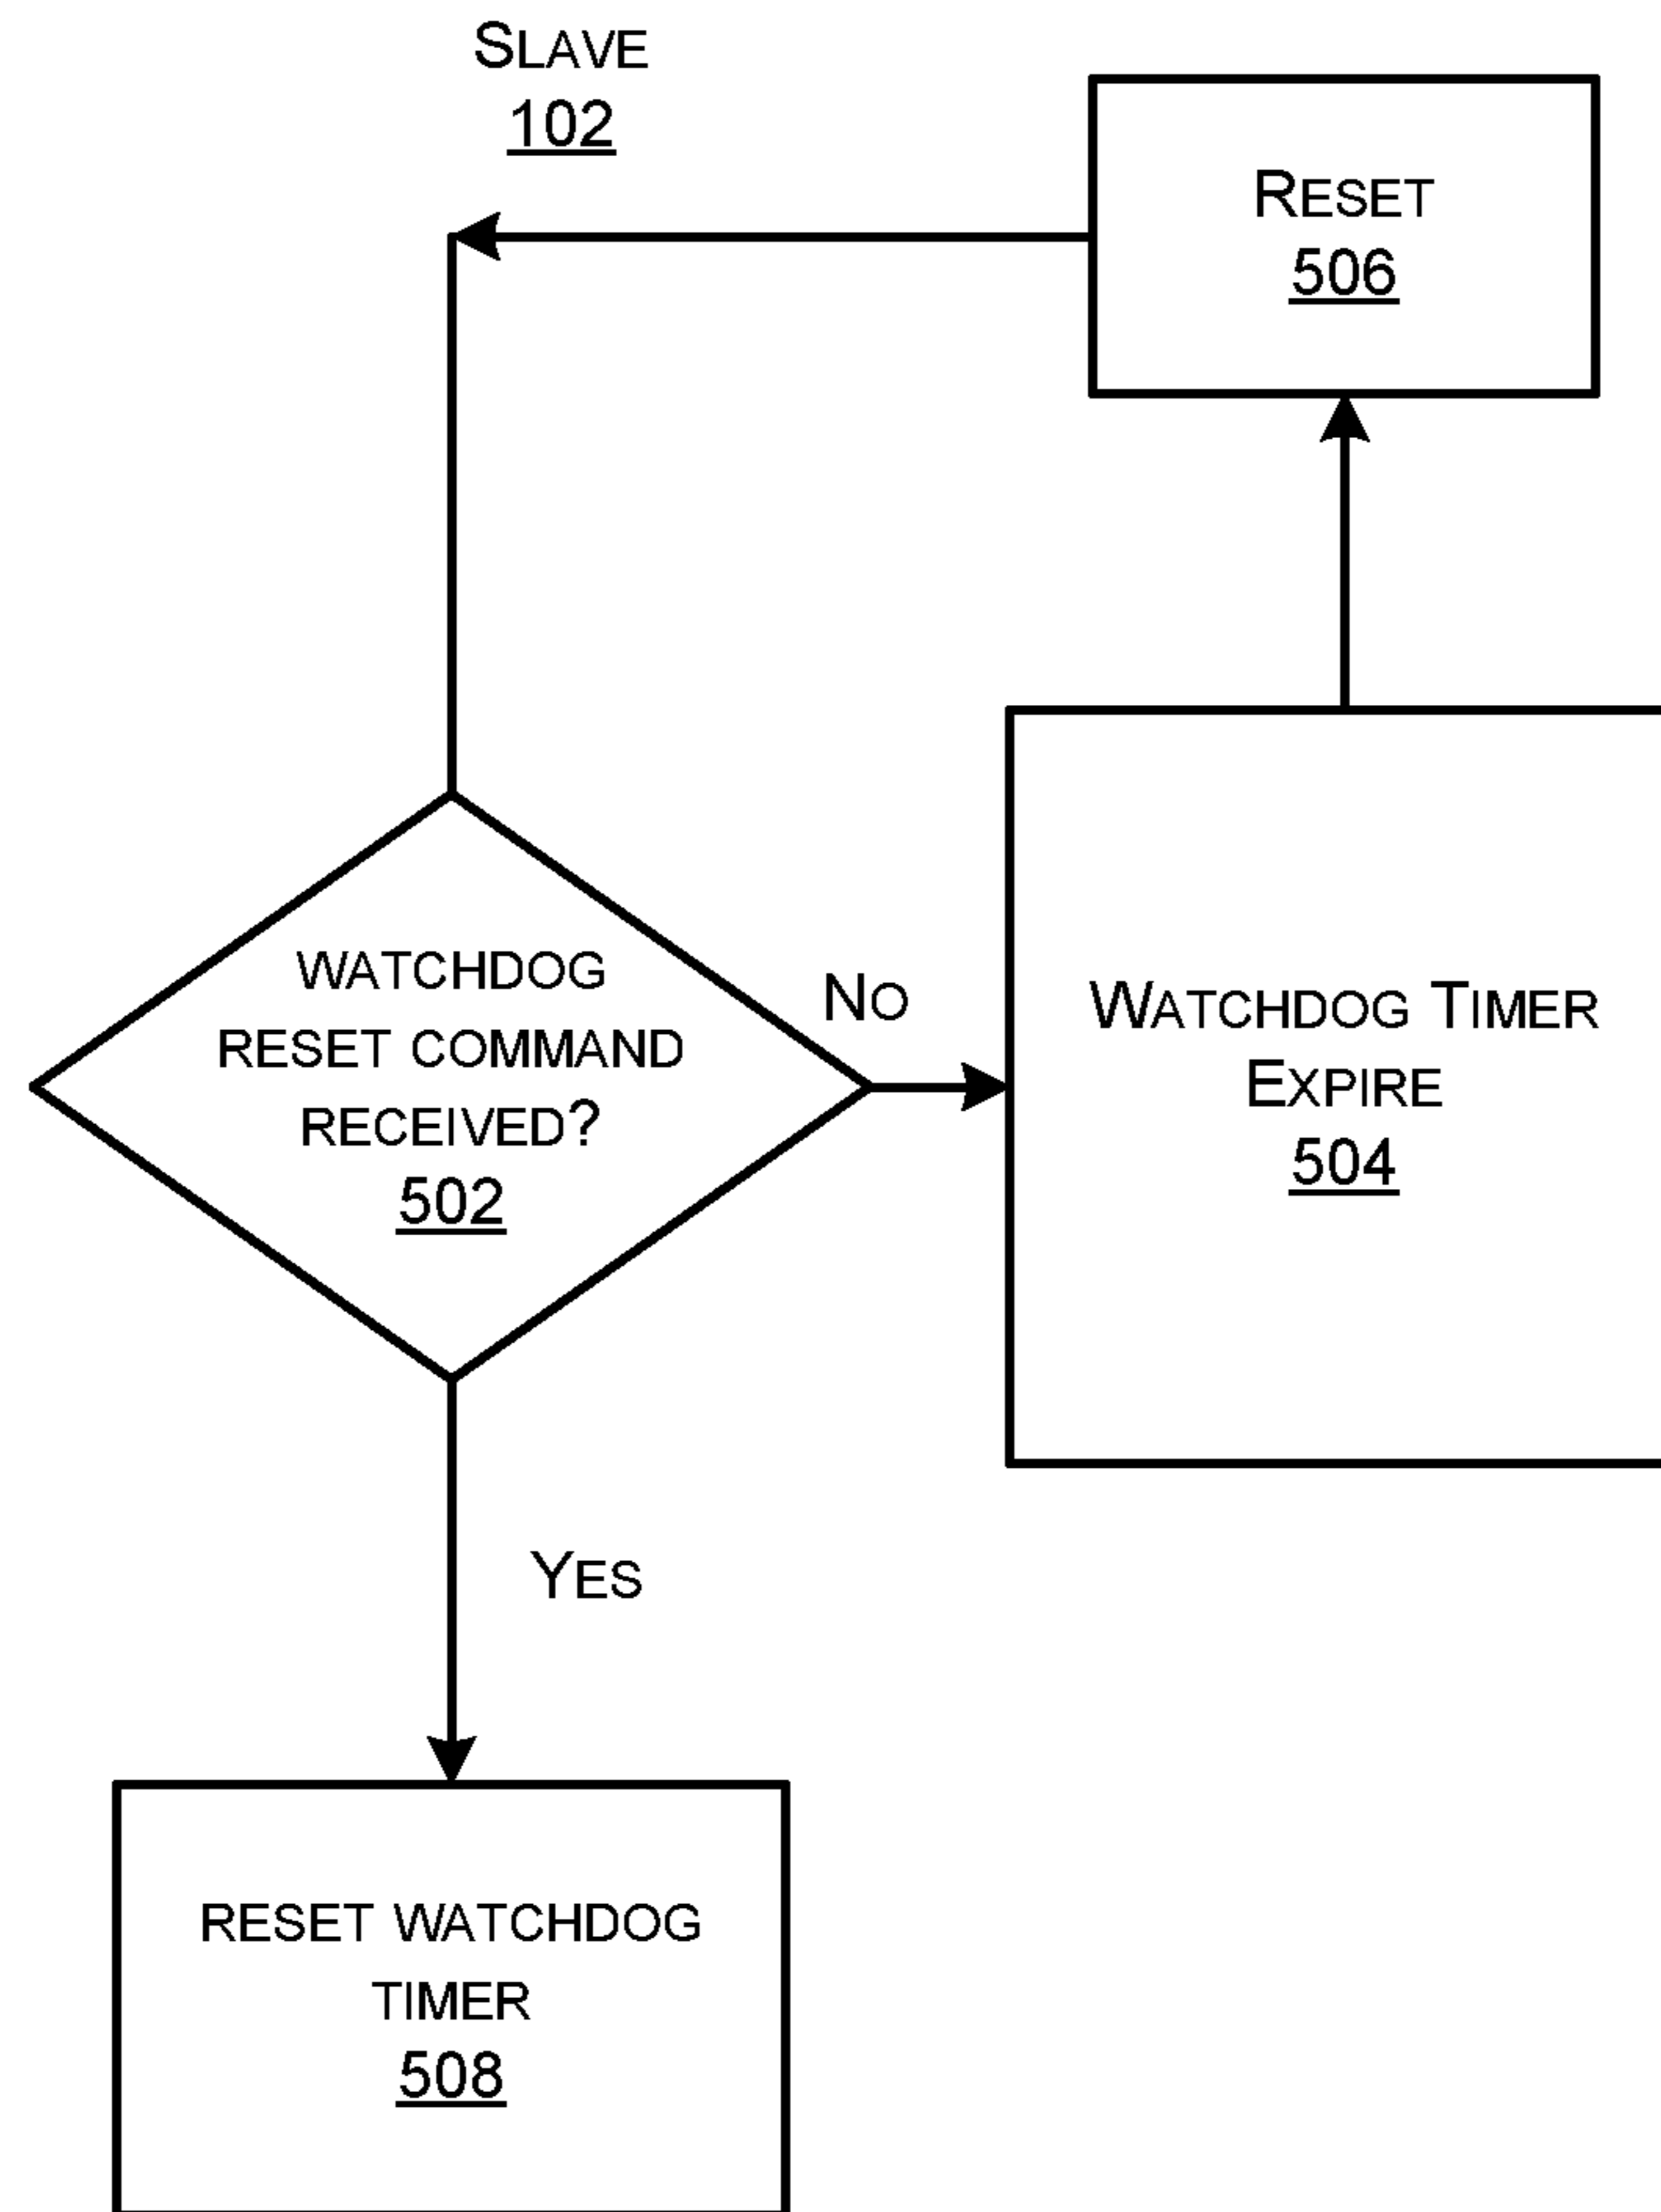 SLAVE
102
RESET
506
WATCHDOG
RESET COMMAND
RECEIVED?
502
NO
WATCHDOG TIMER
EXPIRE
504
YES
RESET WATCHDOG
TIMER
508